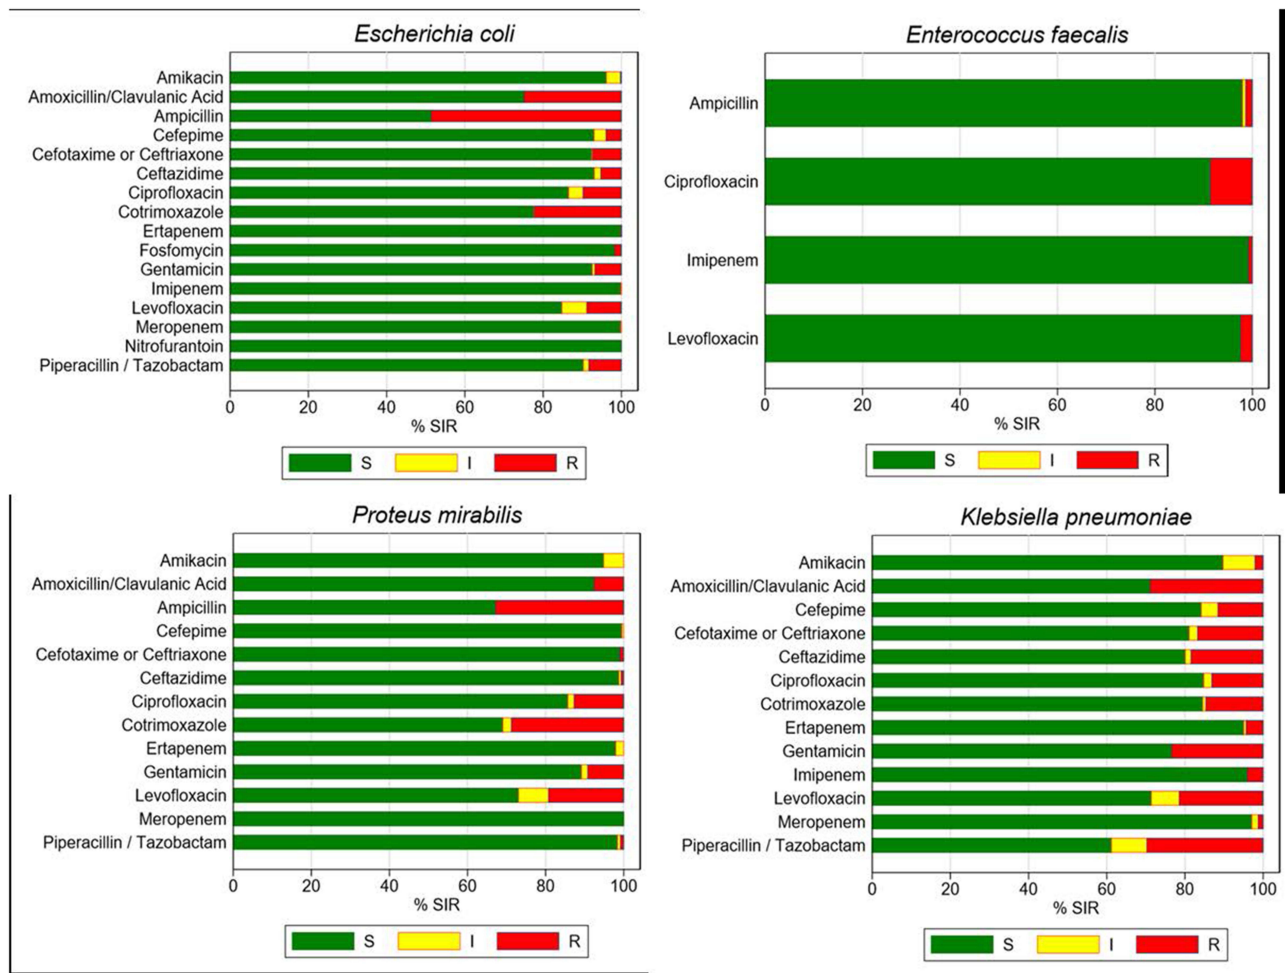 Escherichia coli
Amikacin
Amoxicillin/Clavulanic Acid
Ampicillin
Cefepime
Cefotaxime or Ceftriaxone
Ceftazidime
Ciprofloxacin
Cotrimoxazole
Ertapenem
Fosfomycin
Gentamicin
Imipenem
Levofloxacin
Meropenem
Nitrofurantoin
Piperacillin / Tazobactam
0 20 40 60 80 100
% SIR
S I R
Enterococcus faecalis
Ampicillin
Ciprofloxacin
Imipenem
Levofloxacin
0 20 40 60 80 100
% SIR
S I R
Proteus mirabilis
Amikacin
Amoxicillin/Clavulanic Acid
Ampicillin
Cefepime
Cefotaxime or Ceftriaxone
Ceftazidime
Ciprofloxacin
Cotrimoxazole
Ertapenem
Gentamicin
Levofloxacin
Meropenem
Piperacillin / Tazobactam
0 20 40 60 80 100
% SIR
S I R
Klebsiella pneumoniae
Amikacin
Amoxicillin/Clavulanic Acid
Cefepime
Cefotaxime or Ceftriaxone
Ceftazidime
Ciprofloxacin
Cotrimoxazole
Ertapenem
Gentamicin
Imipenem
Levofloxacin
Meropenem
Piperacillin / Tazobactam
0 20 40 60 80 100
% SIR
S I R